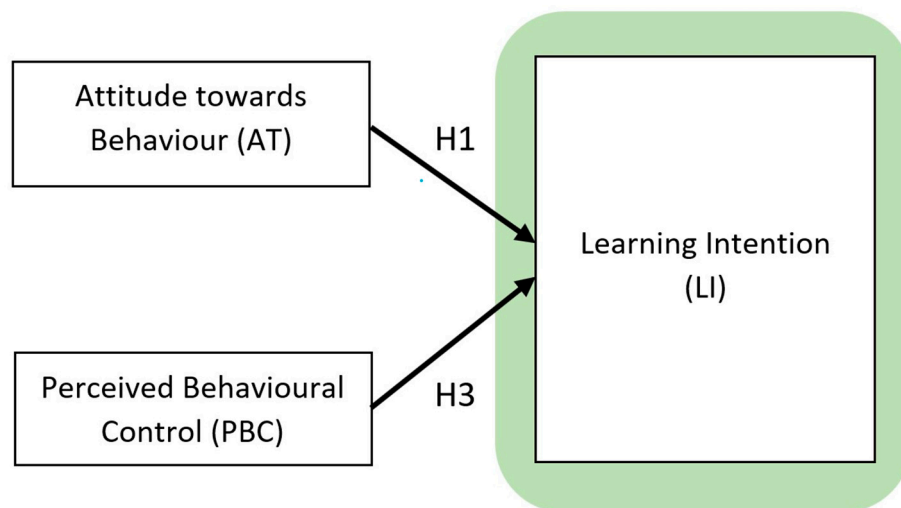 Attitude towards
Behaviour (AT)
H1
Learning Intention
(LI)
Perceived Behavioural
Control (PBC)
H3